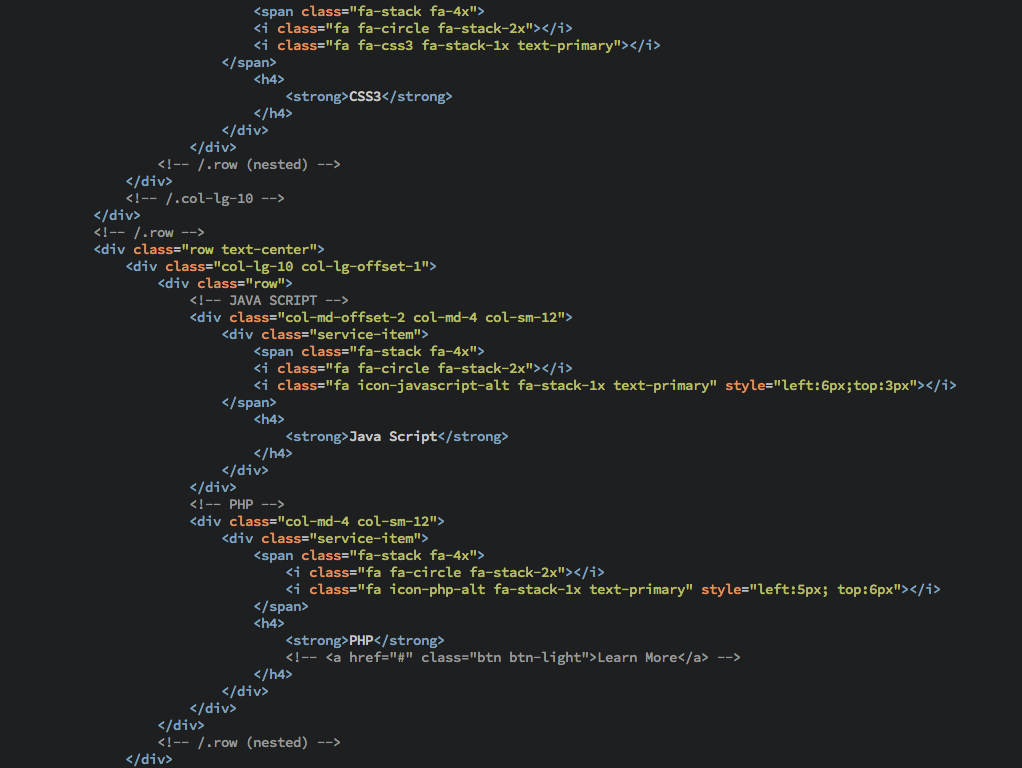 <span class="fa-stack fa-4x">
<i class="fa fa-circle fa-stack-2x"></i>
<i class="fa fa-css3 fa-stack-1x text-primary"></i>
</span>
<h4>
<strong>CSS3</strong>
</h4>
</div>
</div>
<!-- /.row (nested) -->
</div>
<!-- /.col-lg-10 -->
</div>
<!-- /.row -->
<div class="row text-center">
<div class="col-lg-10 col-lg-offset-1">
<div class="row">
<!-- JAVA SCRIPT -->
<div class="col-md-offset-2 col-md-4 col-sm-12">
<div class="service-item">
<span class="fa-stack fa-4x">
<i class="fa fa-circle fa-stack-2x"></i>
<i class="fa icon-javascript-alt fa-stack-1x text-primary" style="left:6px;top:3px"></i>
</span>
<h4>
<strong>Java Script</strong>
</h4>
</div>
</div>
<!-- PHP -->
<div class="col-md-4 col-sm-12">
<div class="service-item">
<span class="fa-stack fa-4x">
<i class="fa fa-circle fa-stack-2x"></i>
<i class="fa icon-php-alt fa-stack-1x text-primary" style="left:5px; top:6px"></i>
</span>
<h4>
<strong>PHP</strong>
<!-- <a href="#" class="btn btn-light">Learn More</a> -->
</h4>
</div>
</div>
</div>
<!-- /.row (nested) -->
</div>